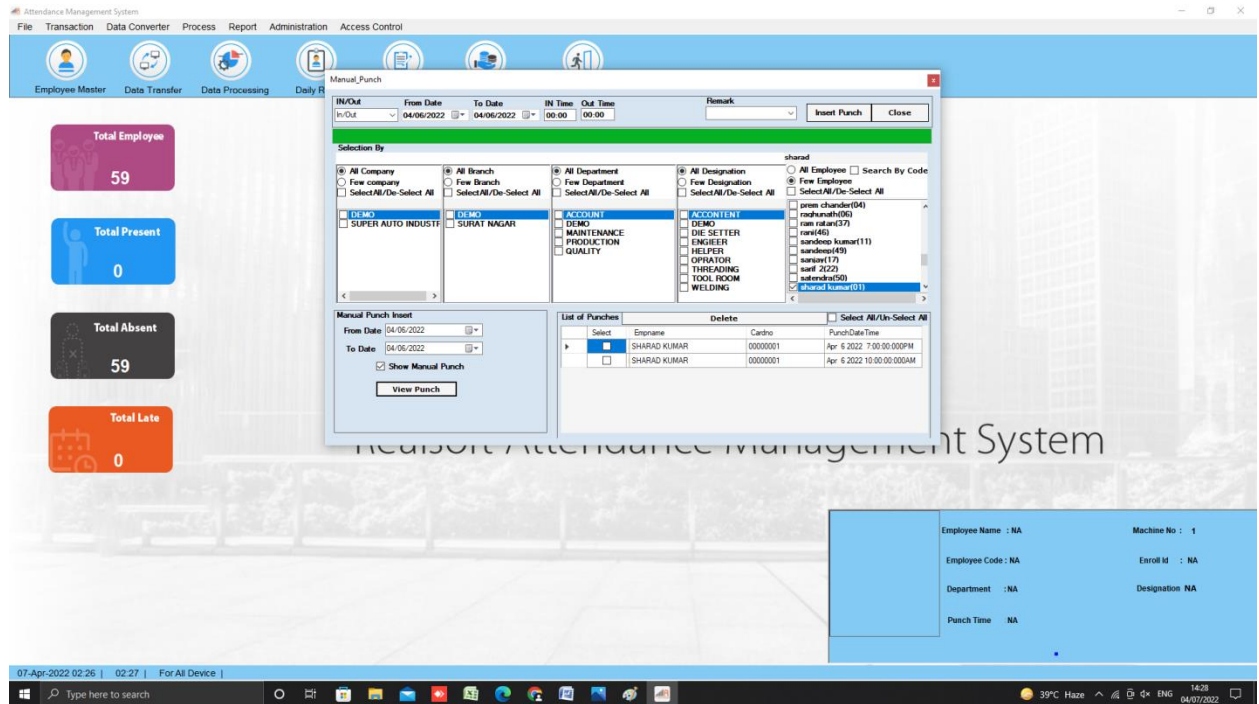 Attendance Management System
File Transaction Data Converter Process Report Administration Access Control
Employee Master Data Transfer Data Processing Daily R
Total Employee
59
Total Present
0
Total Absent
59
Total Late
0
Manual_Punch
x
IN/Out From Date To Date IN Time Out Time Remark
In/Out 04/06/2022 04/06/2022 00:00 00:00 Insert Punch Close
Selection By
sharad
All Company All Branch All Department All Designation All Employee Search By Code
Few company Few Branch Few Department Few Designation Few Employee
SelectAll/De-Select All SelectAll/De-Select All SelectAll/De-Select All SelectAll/De-Select All SelectAll/De-Select All
DEMO
SUPER AUTO INDUSTF
DEMO
SURAT NAGAR
ACCOUNT
DEMO
MAINTENANCE
PRODUCTION
QUALITY
ACCONTENT
DEMO
DIE SETTER
ENGIEER
HELPER
OPRATOR
THREADING
TOOL ROOM
WELDING
prem chander(04)
raghunath(06)
ram ratan(37)
rani(46)
sandeep kumar(11)
sandeep(49)
sanjay(17)
sarif 2(22)
satendra(50)
sharad kumar(01)
Manual Punch Insert
From Date 04/06/2022
To Date 04/06/2022
Show Manual Punch
View Punch
List of Punches Delete Select All/Un-Select All
Select Empname Cardno PunchDateTime
SHARAD KUMAR 00000001 Apr 6 2022 7:00:00:000PM
SHARAD KUMAR 00000001 Apr 6 2022 10:00:00:000AM
Realsoft Attendance Management System
Employee Name : NA Machine No : 1
Employee Code : NA Enroll Id : NA
Department :NA Designation NA
Punch Time NA
07-Apr-2022 02:26 | 02:27 | For All Device |
Type here to search
39°C Haze ENG 14:28
04/07/2022